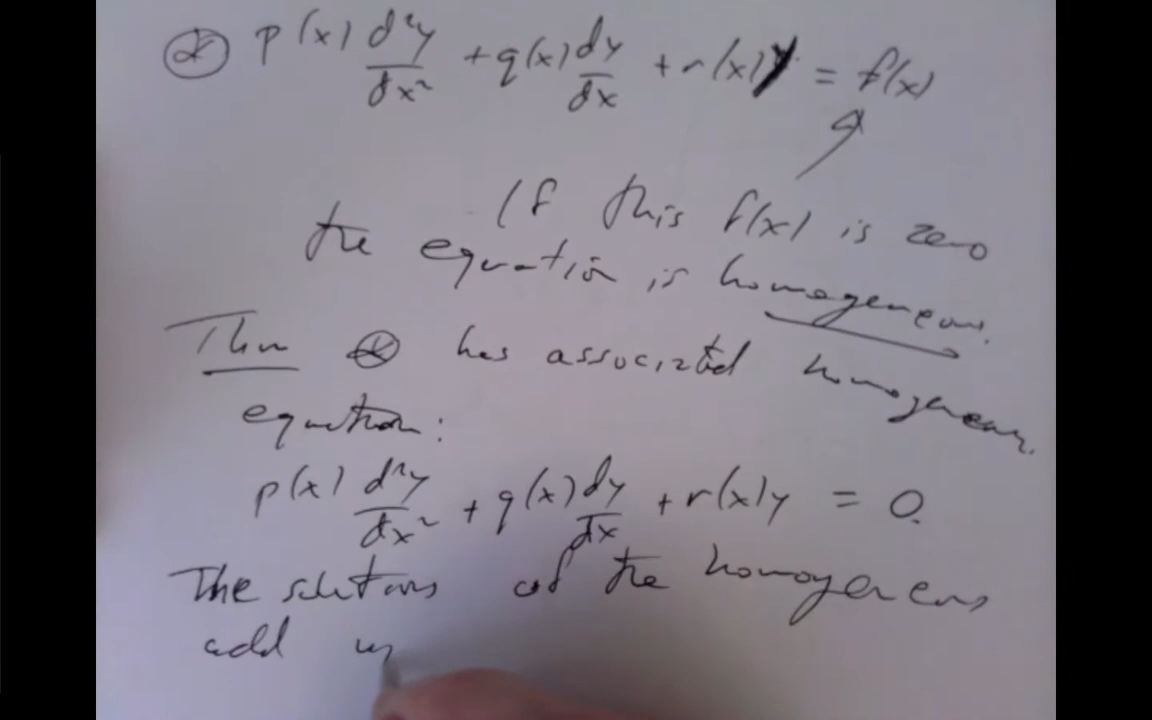 ⊛ p(x) d²y/dx² + q(x) dy/dx + r(x)y = f(x)
If this f(x) is zero
the equation is homogeneous.
Then ⊛ has associated homogeneous
equation:
p(x) d²y/dx² + q(x) dy/dx + r(x)y = 0.
The solutions of the homogeneous
add up